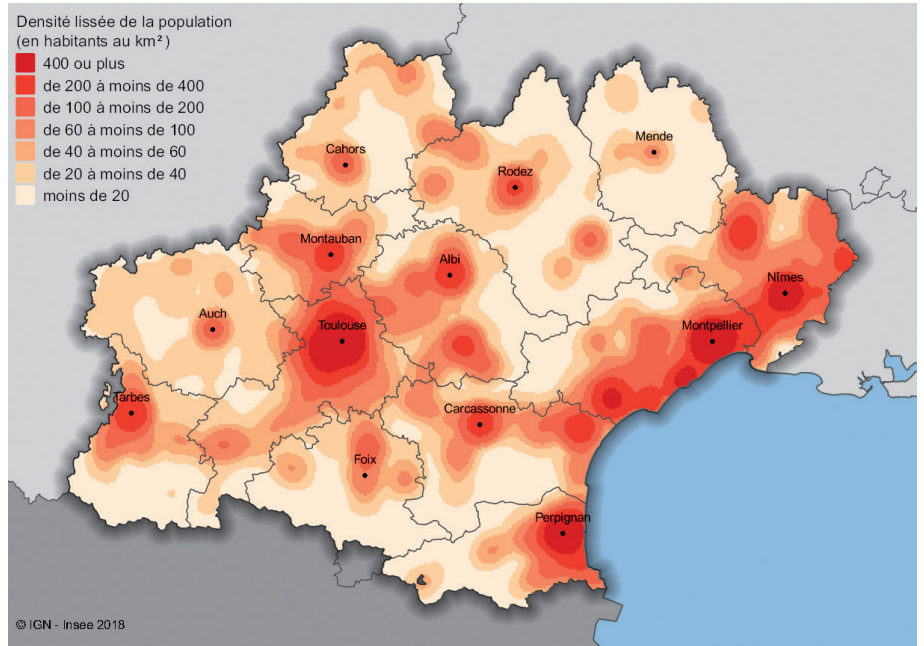 Densité lissée de la population
(en habitants au km²)
400 ou plus
de 200 à moins de 400
de 100 à moins de 200
de 60 à moins de 100
de 40 à moins de 60
de 20 à moins de 40
moins de 20
Mende
Cahors
Rodez
Montauban
Albi
Nîmes
Auch
Toulouse
Montpellier
Tarbes
Carcassonne
Foix
Perpignan
© IGN - Insee 2018